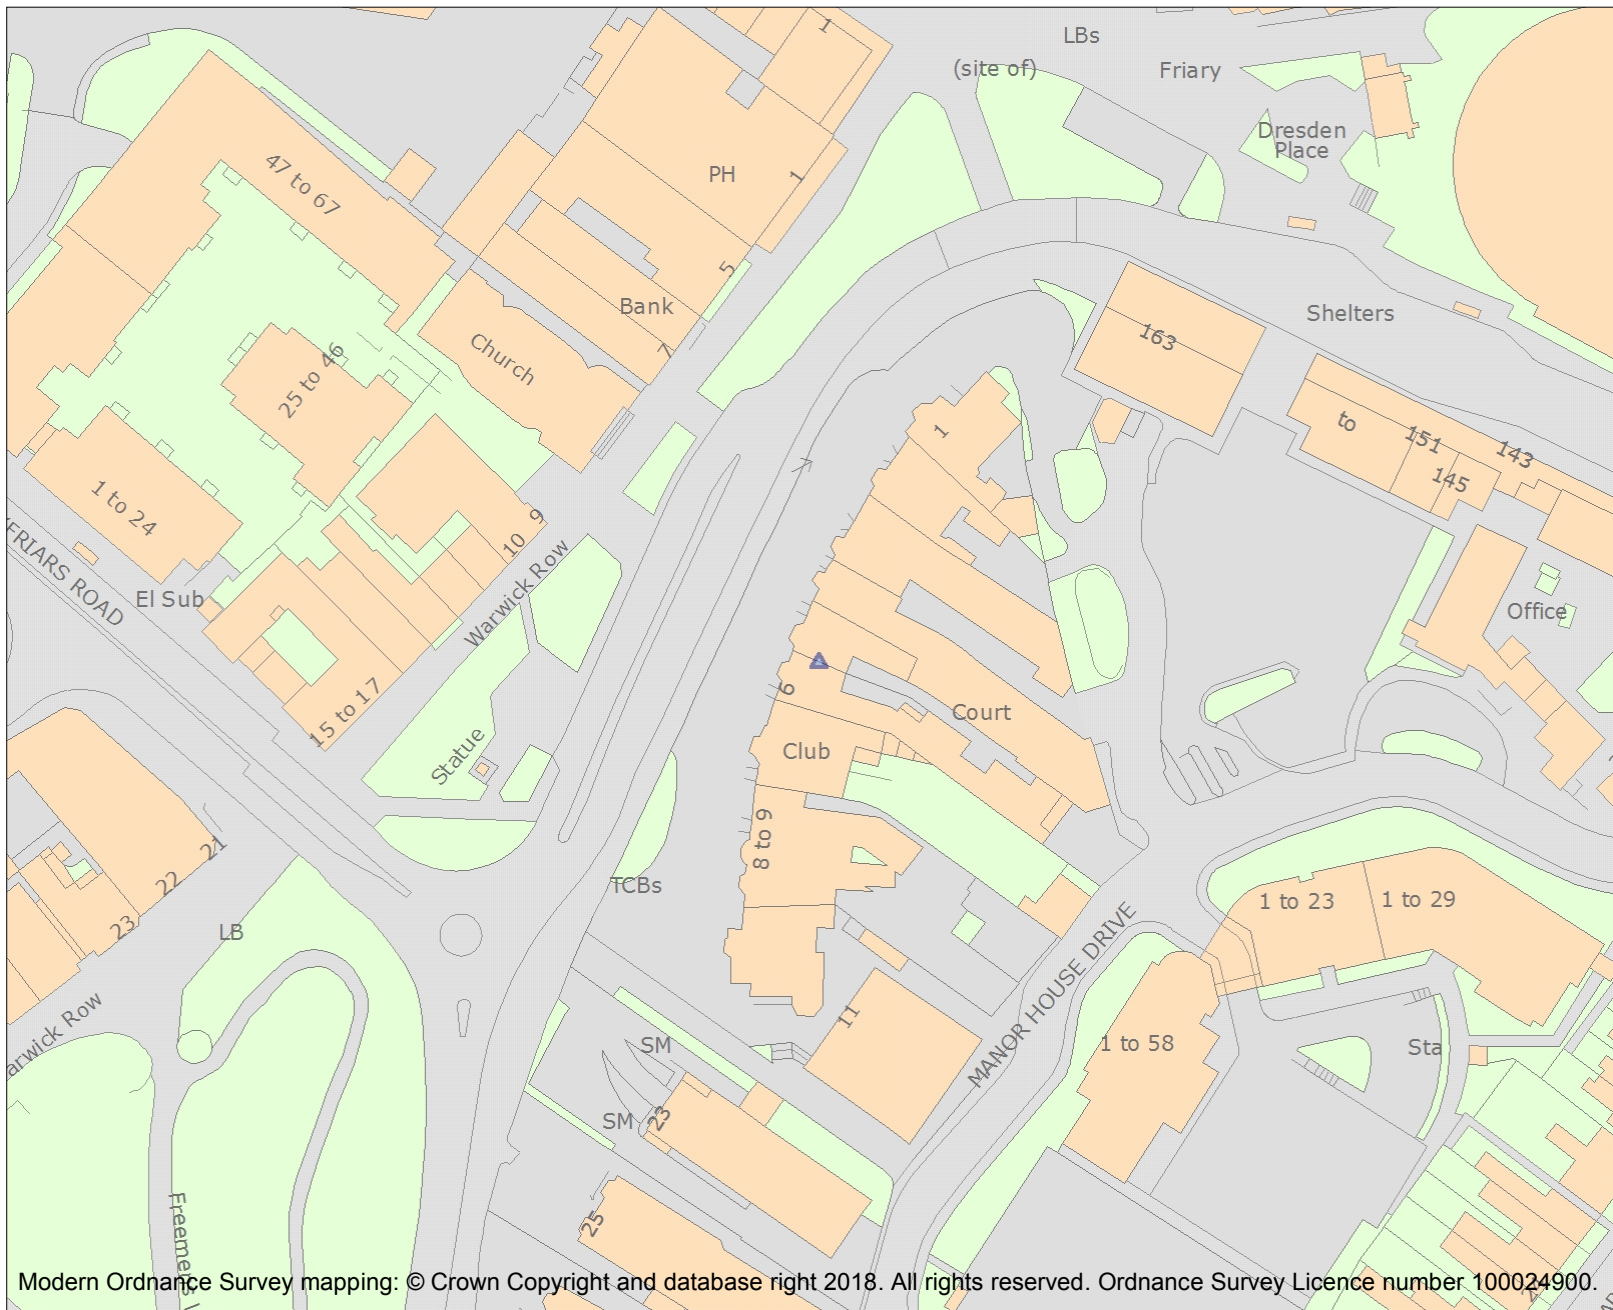 1
LBs
(site of)
Friary
Dresden
Place
47 to 67
PH
1
5
Bank
7
Church
Shelters
163
25 to 46
to
151
143
145
1
1 to 24
9
10
FRIARS ROAD
El Sub
Warwick Row
Office
6
15 to 17
Court
Statue
Club
8 to 9
21
22
23
LB
TCBs
1 to 23
1 to 29
MANOR HOUSE DRIVE
11
arwick Row
SM
1 to 58
Sta
SM
23
25
Freemens
Modern Ordnance Survey mapping: © Crown Copyright and database right 2018. All rights reserved. Ordnance Survey Licence number 100024900.